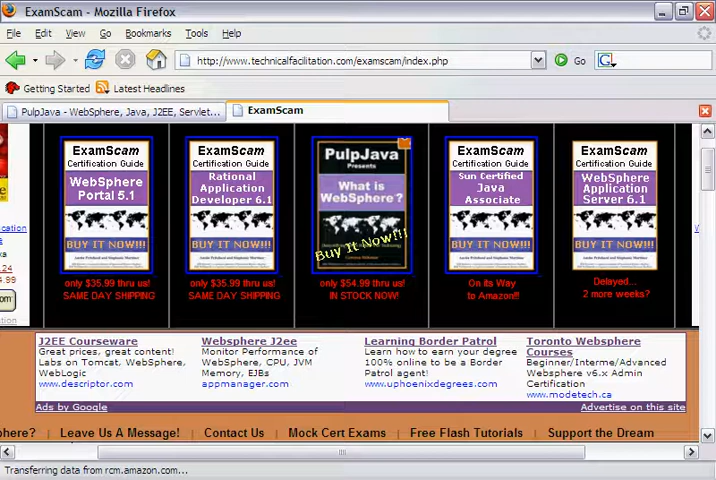 ExamScam - Mozilla Firefox
File Edit View Go Bookmarks Tools Help
http://www.technicalfacilitation.com/examscam/index.php Go
Getting Started Latest Headlines
PulpJava - WebSphere, Java, J2EE, Servlet... ExamScam
ExamScam
Certification Guide
WebSphere
Portal 5.1
BUY IT NOW!!!
only $35.99 thru us!
SAME DAY SHIPPING
ExamScam
Certification Guide
Rational
Application
Developer 6.1
BUY IT NOW!!!
only $35.99 thru us!
SAME DAY SHIPPING
PulpJava
Presents
What is
WebSphere?
Buy It Now!!!
only $54.99 thru us!
IN STOCK NOW!
ExamScam
Certification Guide
Sun Certified
Java
Associate
BUY IT NOW!!!
On its Way
to Amazon!!!
ExamScam
Certification Guide
WebSphere
Application
Server 6.1
BUY IT NOW!!!
Delayed...
2 more weeks?
J2EE Courseware
Great prices, great content!
Labs on Tomcat, WebSphere,
WebLogic
www.descriptor.com
Websphere J2ee
Monitor Performance of
WebSphere, CPU, JVM
Memory, EJBs
appmanager.com
Learning Border Patrol
Learn how to earn your degree
100% online to be a Border
Patrol agent!
www.uphoenixdegrees.com
Toronto Websphere
Courses
Beginner/Interme/Advanced
Websphere v6.x Admin
Certification
www.modetech.ca
Ads by Google Advertise on this site
here? | Leave Us A Message! | Contact Us | Mock Cert Exams | Free Flash Tutorials | Support the Dream
Transferring data from rcm.amazon.com...